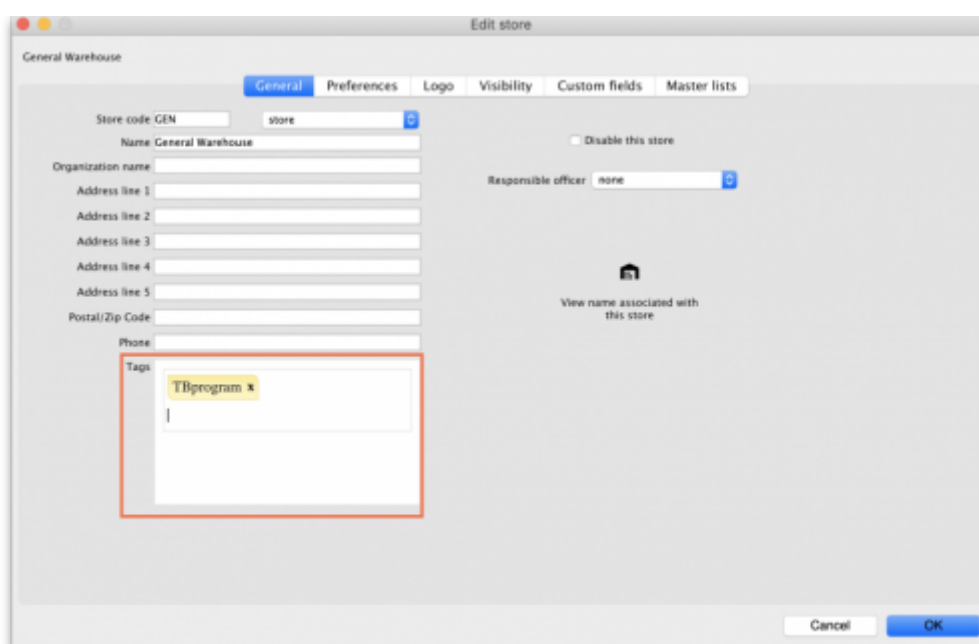 Edit store
General Warehouse
General Preferences Logo Visibility Custom fields Master lists
Store code GEN store
Disable this store
Name General Warehouse
Organization name
Responsible officer none
Address line 1
Address line 2
Address line 3
Address line 4
Address line 5
View name associated with
this store
Postal/Zip Code
Phone
Tags
TBprogram x
Cancel OK